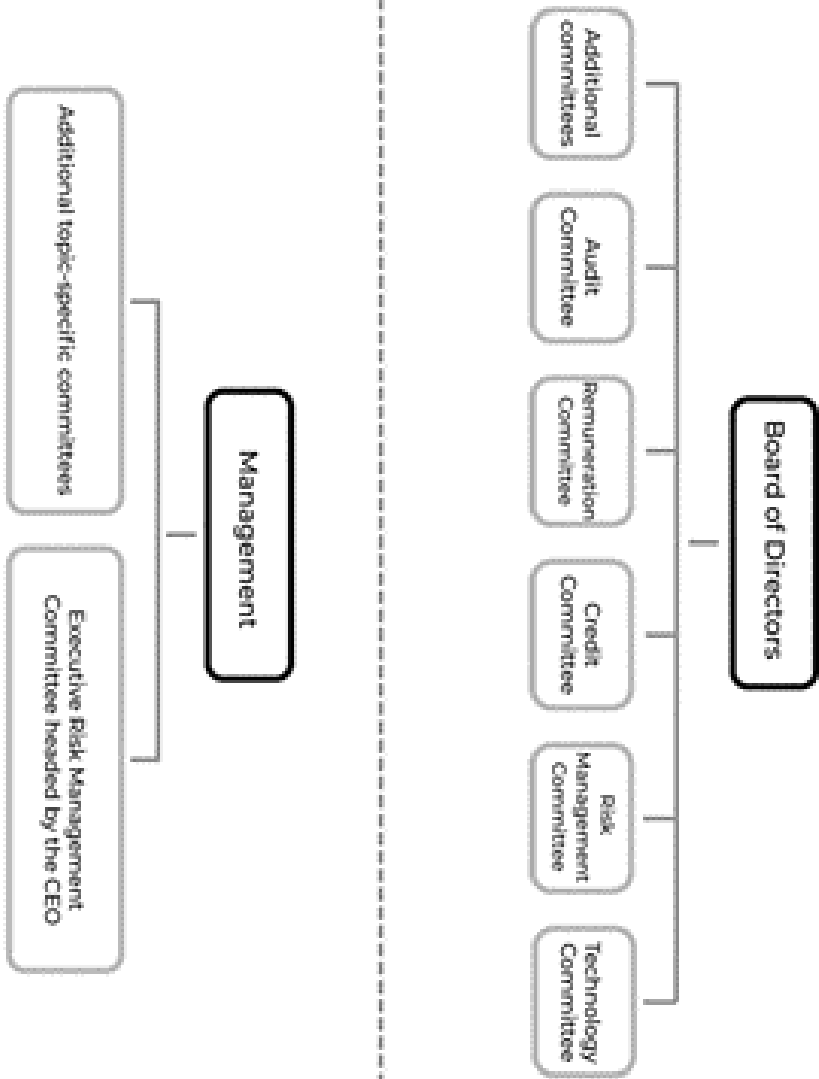 Board of Directors
Additional
committees
Audit
Committee
Remuneration
Committee
Credit
Committee
Risk
Management
Committee
Technology
Committee
Management
Additional topic-specific committees
Executive Risk Management
Committee headed by the CEO